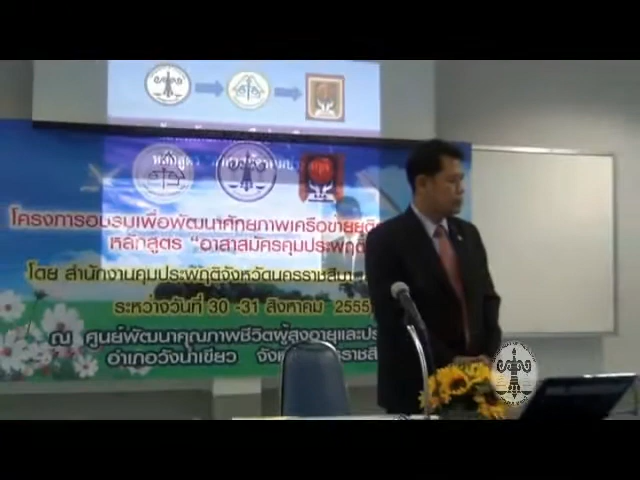 โครงการอบรมเพื่อพัฒนาศักยภาพเครือข่ายยุติ
หลักสูตร "อาสาสมัครคุมประพฤติ
โดย สำนักงานคุมประพฤติจังหวัดนครราชสีมา
ระหว่างวันที่ 30 -31 สิงหาคม 2555
ณ ศูนย์พัฒนาคุณภาพชีวิตผู้สูงอายุและ
อำเภอวังน้ำเขียว จังหวัดนครราชสี